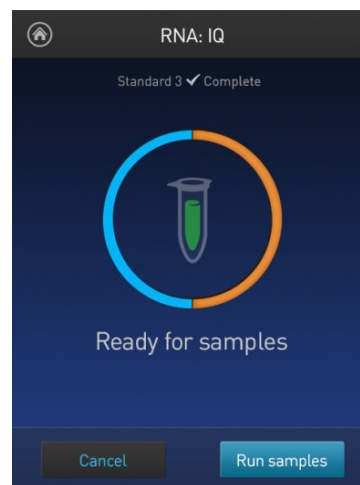 RNA: IQ
Standard 3 ✓ Complete
Ready for samples
Cancel
Run samples